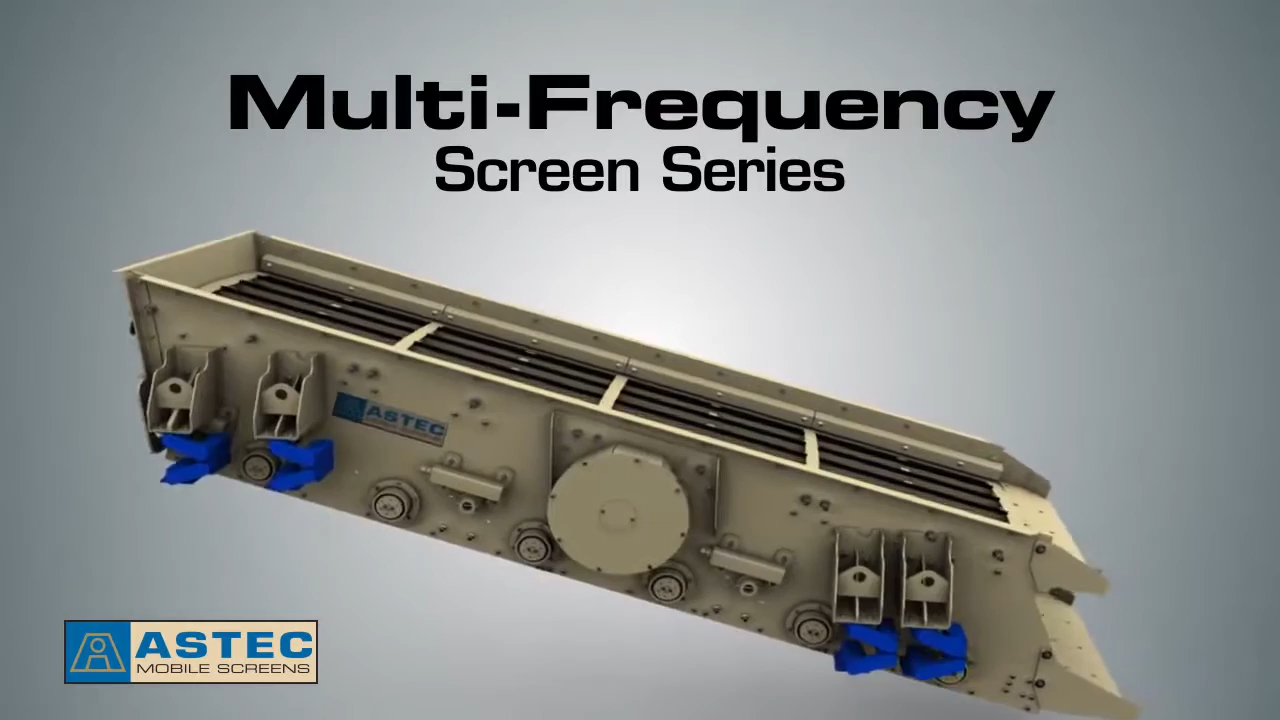 Multi-Frequency
Screen Series
ASTEC
ASTEC
MOBILE SCREENS